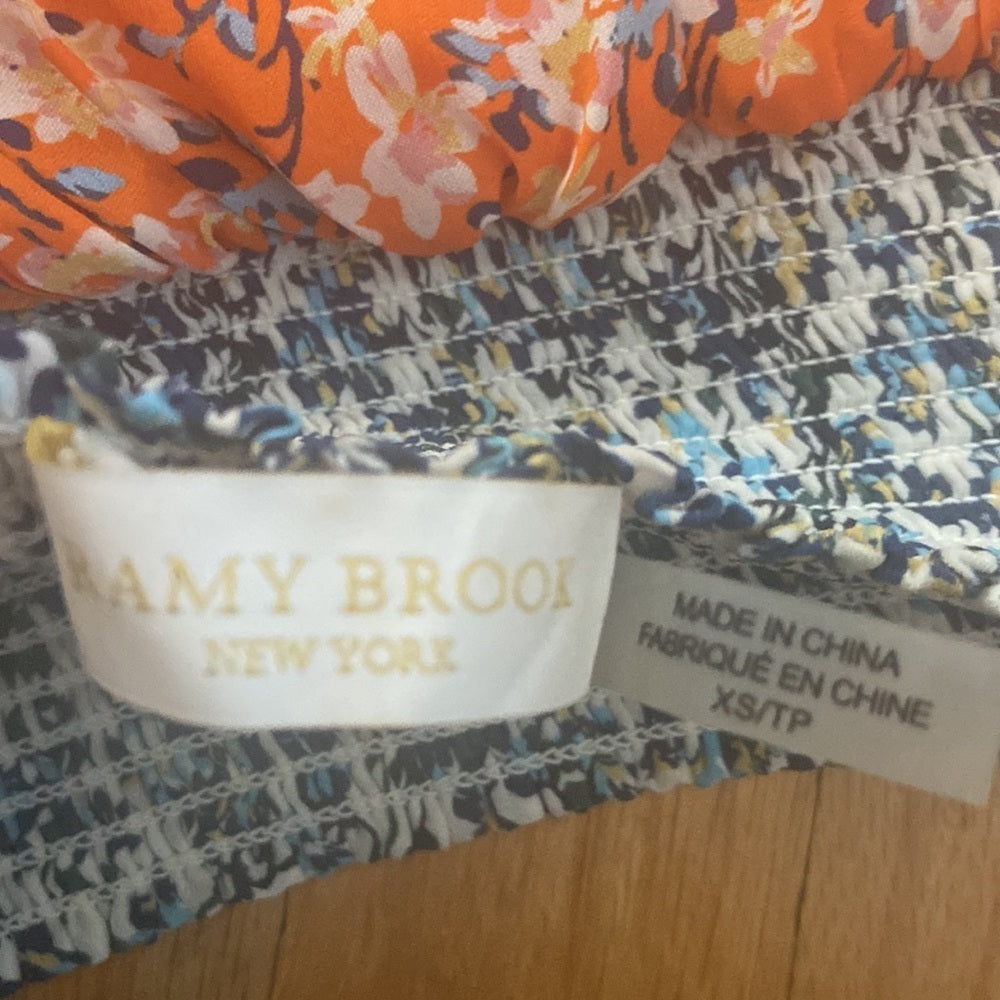 RAMY BROOK
NEW YORK
MADE IN CHINA
FABRIQUÉ EN CHINE
XS/TP